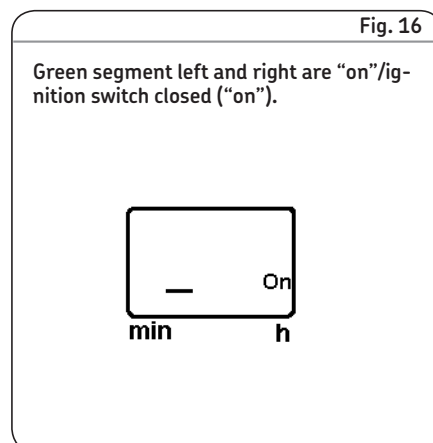 Fig. 16
Green segment left and right are “on”/ig-
nition switch closed (“on”).
On
min h